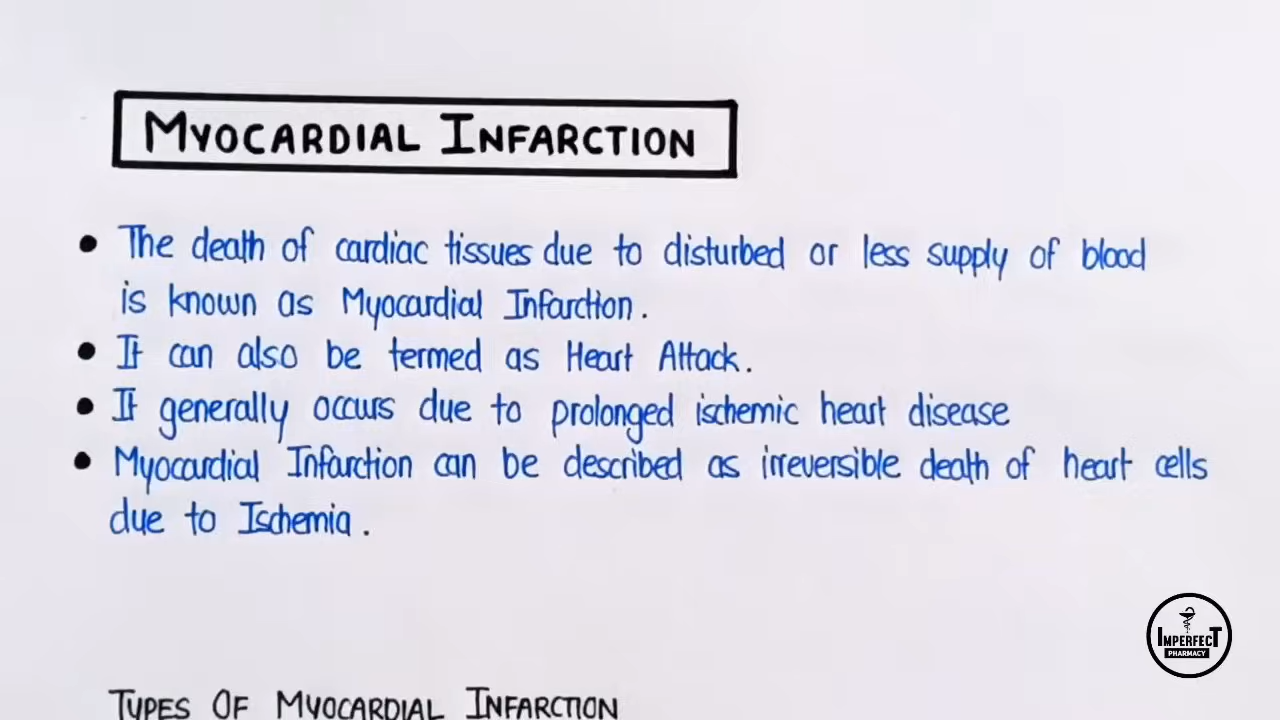 MYOCARDIAL INFARCTION
• The death of cardiac tissues due to disturbed or less supply of blood
is known as Myocardial Infarction.
• It can also be termed as Heart Attack.
• It generally occurs due to prolonged ischemic heart disease
• Myocardial Infarction can be described as irreversible death of heart cells
due to Ischemia.
IMPERFECT
PHARMACY
TYPES OF MYOCARDIAL INFARCTION